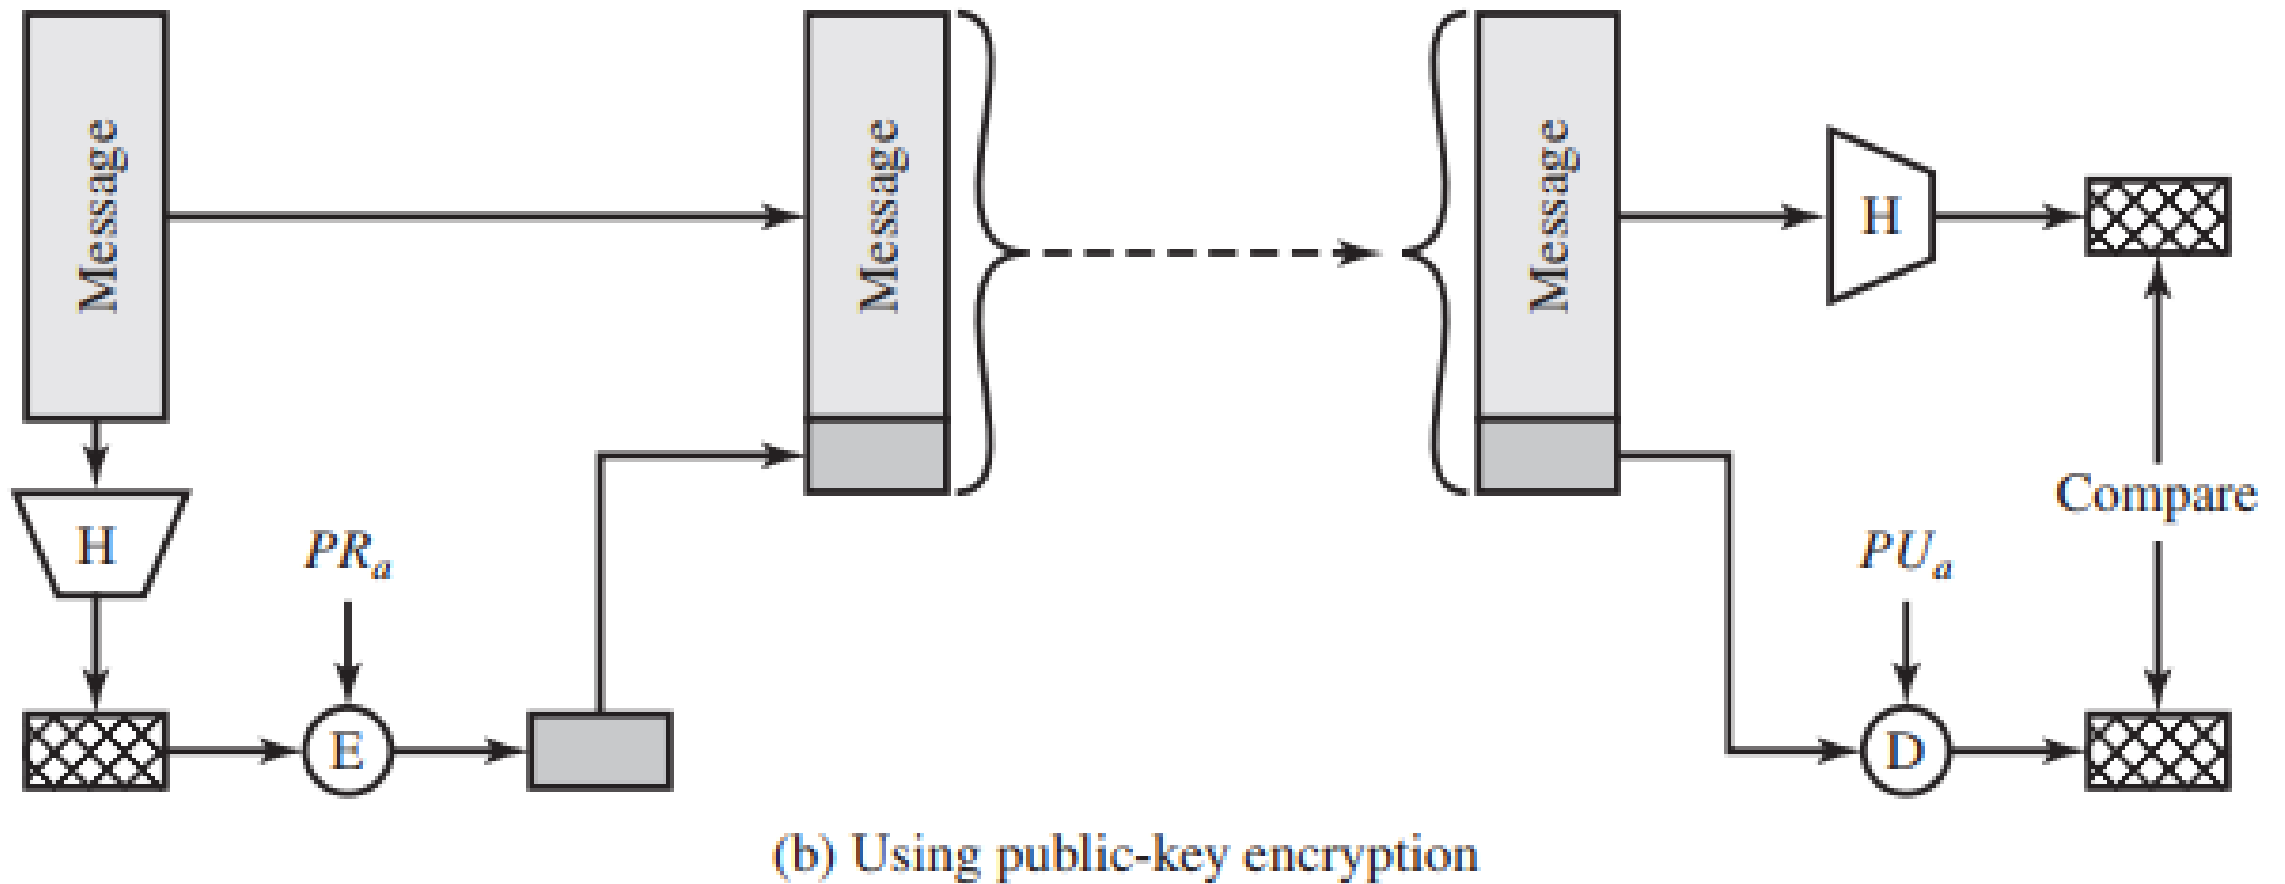 Message
Message
Message
H
H
PRa
PUa
Compare
E
D
(b) Using public-key encryption